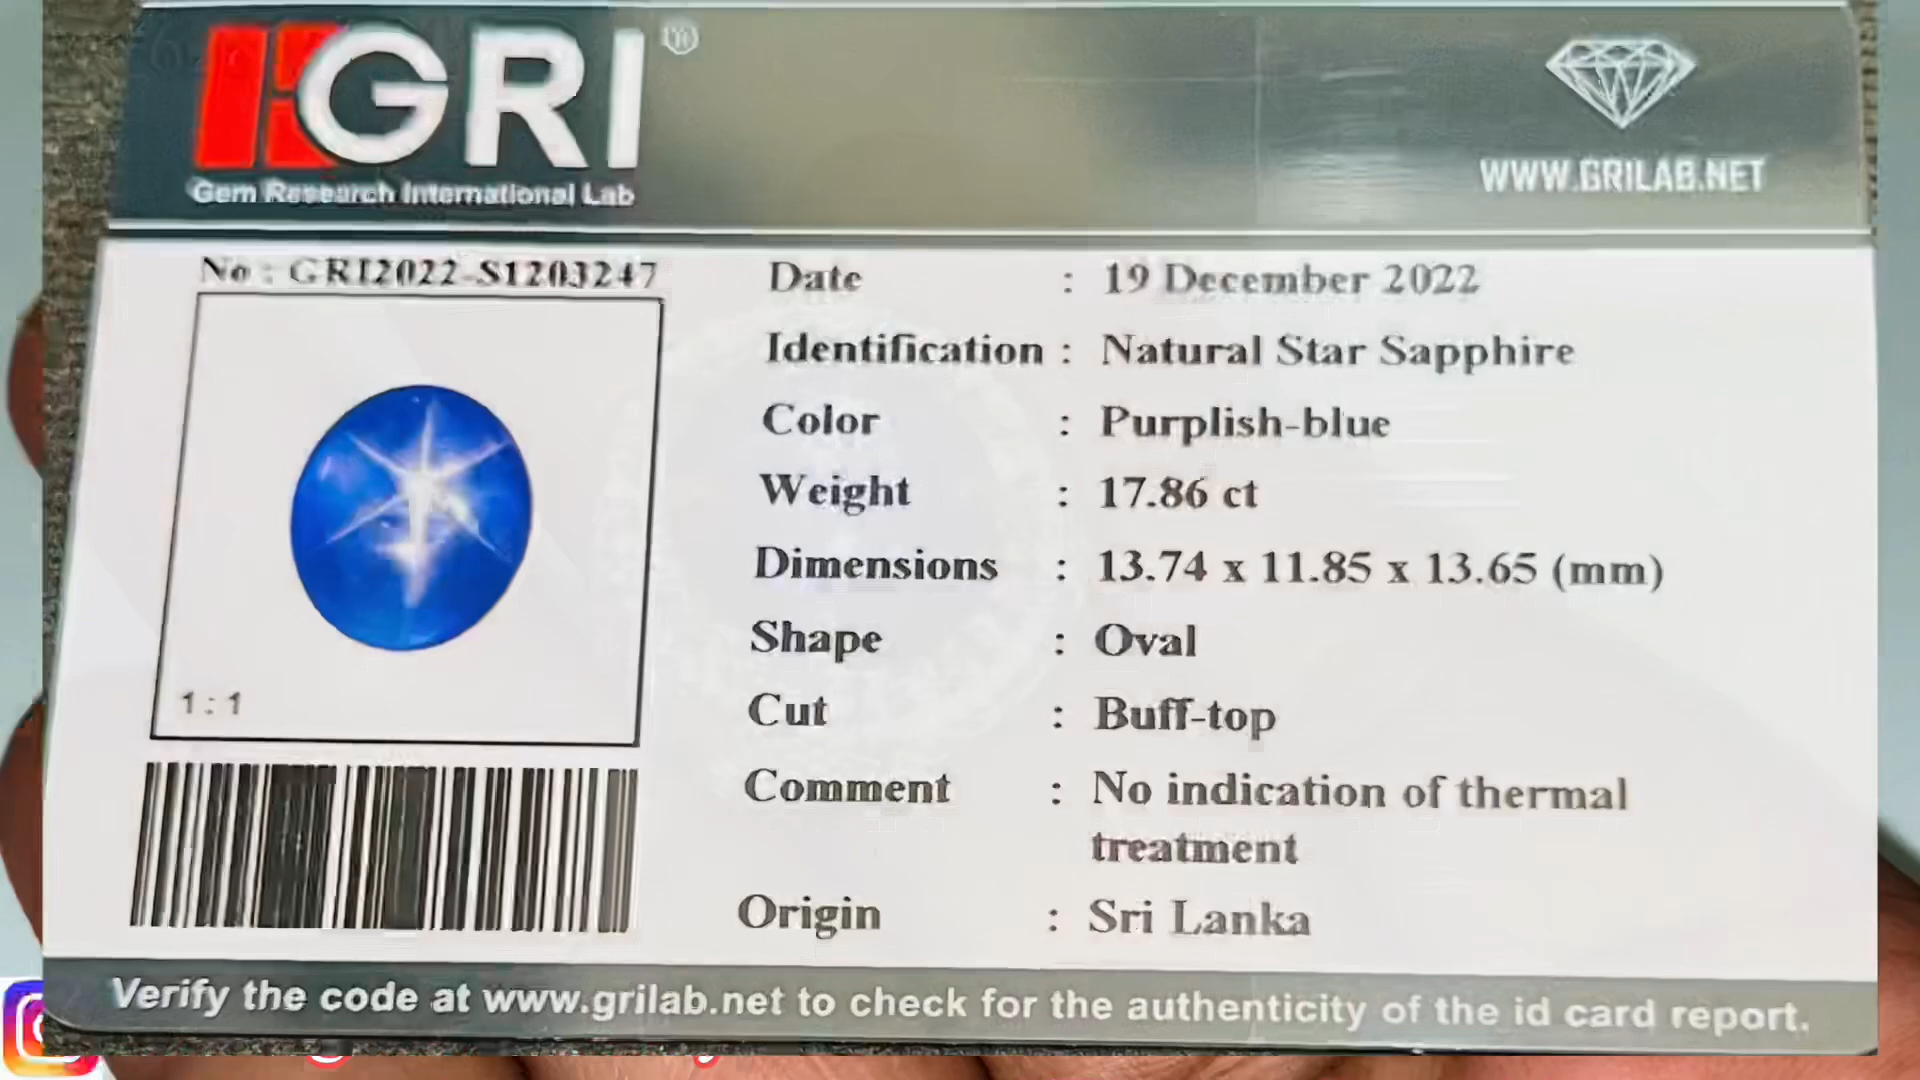 GRI®
Gem Research International Lab
WWW.GRILAB.NET
No : GRI2022-S1203247
1 : 1
Date : 19 December 2022
Identification : Natural Star Sapphire
Color : Purplish-blue
Weight : 17.86 ct
Dimensions : 13.74 x 11.85 x 13.65 (mm)
Shape : Oval
Cut : Buff-top
Comment : No indication of thermal
treatment
Origin : Sri Lanka
Verify the code at www.grilab.net to check for the authenticity of the id card report.